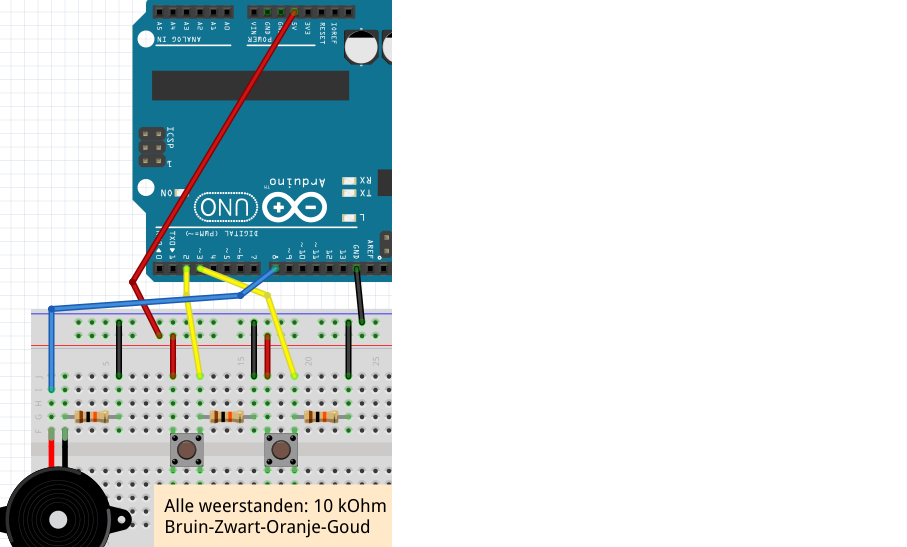 A5 A4 A3 A2 A1 A0 VIN GND GND 5V 3V3 RESET IOREF
ANALOG IN POWER
ICSP
1
ON
Arduino TM
UNO
RX
TX
L
DIGITAL (PWM=~)
0 TX0 1 2 ~3 4 ~5 ~6 7 8 ~9 ~10 ~11 12 13 GND AREF
5 15 20 25
J
I
H
G
F
Alle weerstanden: 10 kOhm
Bruin-Zwart-Oranje-Goud